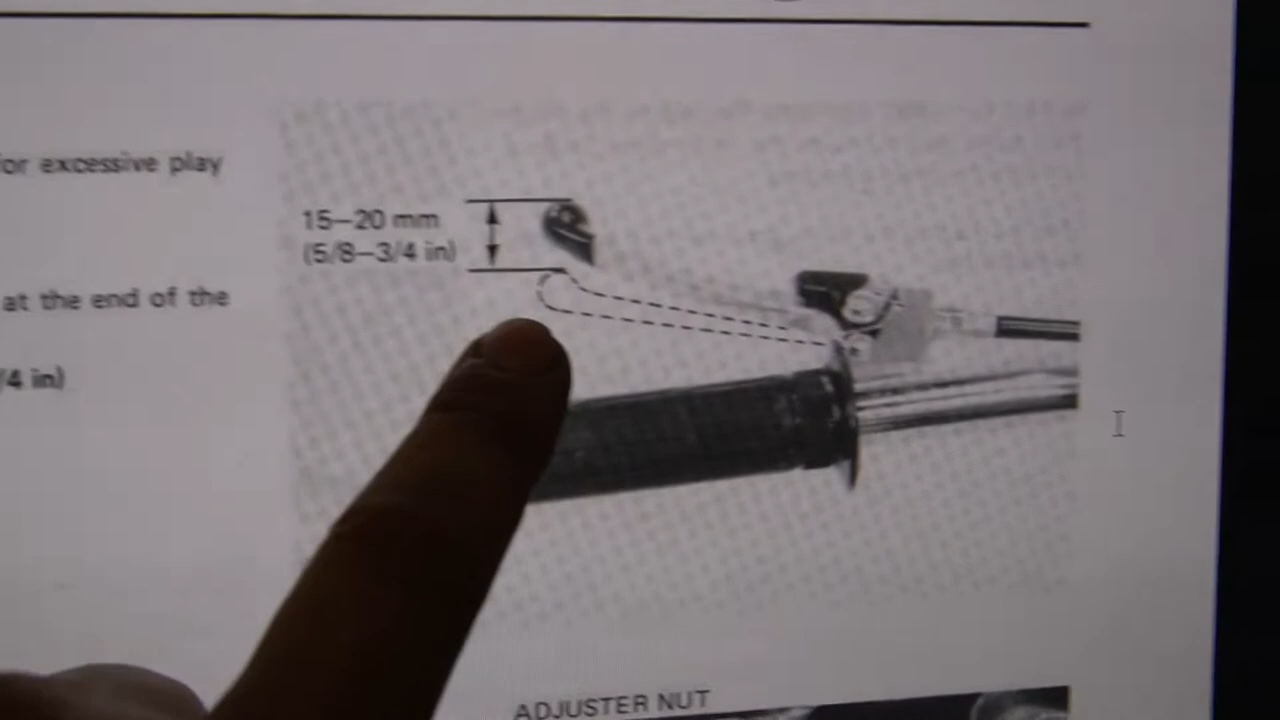 for excessive play
15–20 mm
(5/8–3/4 in)
at the end of the
/4 in)
ADJUSTER NUT